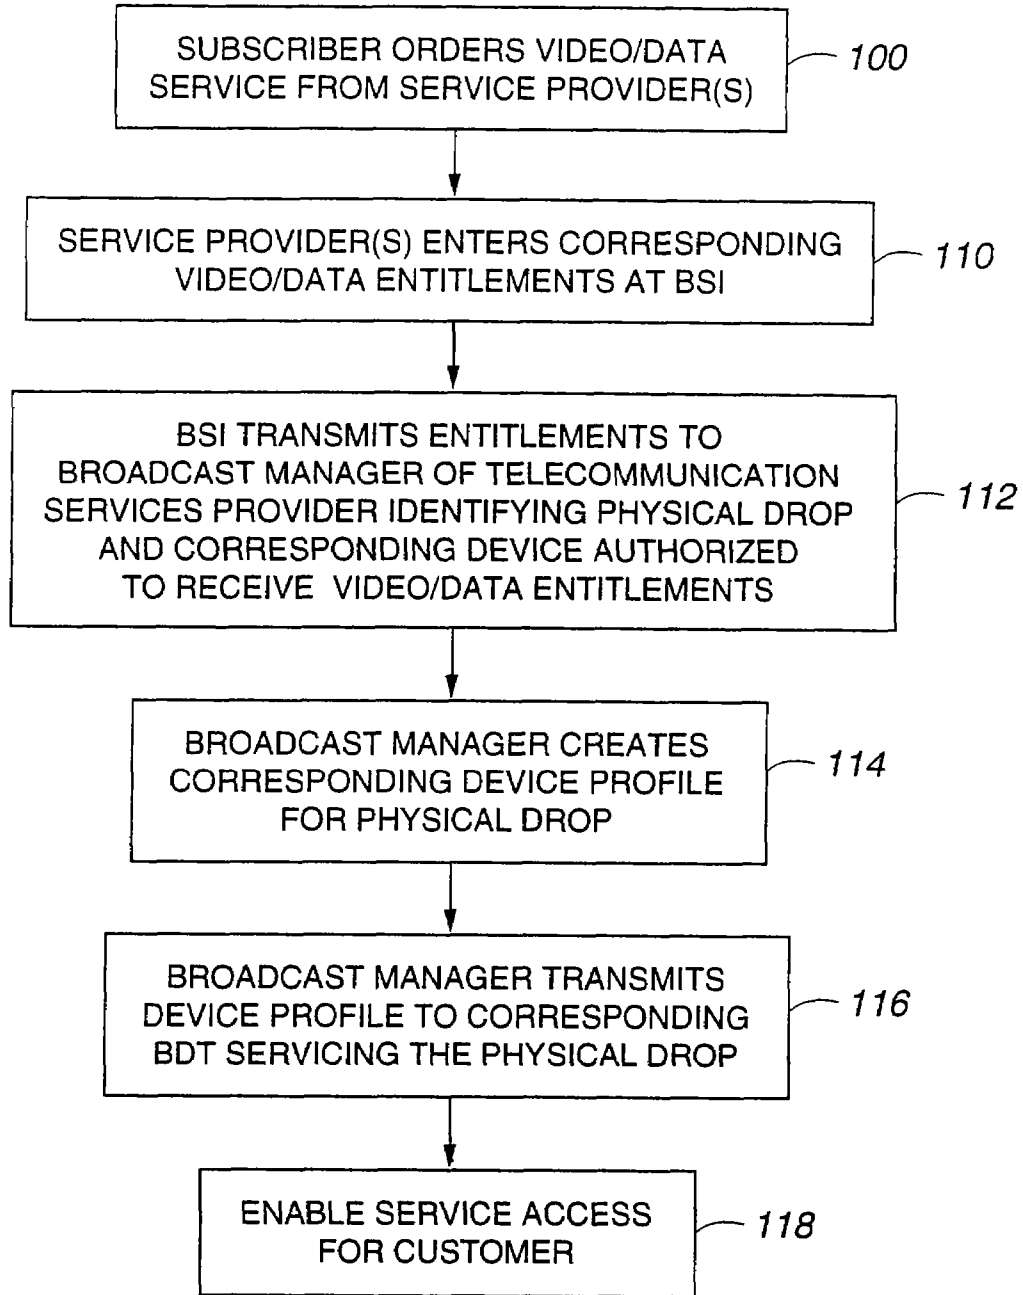 SUBSCRIBER ORDERS VIDEO/DATA
SERVICE FROM SERVICE PROVIDER(S)
100
SERVICE PROVIDER(S) ENTERS CORRESPONDING
VIDEO/DATA ENTITLEMENTS AT BSI
110
BSI TRANSMITS ENTITLEMENTS TO
BROADCAST MANAGER OF TELECOMMUNICATION
SERVICES PROVIDER IDENTIFYING PHYSICAL DROP
AND CORRESPONDING DEVICE AUTHORIZED
TO RECEIVE VIDEO/DATA ENTITLEMENTS
112
BROADCAST MANAGER CREATES
CORRESPONDING DEVICE PROFILE
FOR PHYSICAL DROP
114
BROADCAST MANAGER TRANSMITS
DEVICE PROFILE TO CORRESPONDING
BDT SERVICING THE PHYSICAL DROP
116
ENABLE SERVICE ACCESS
FOR CUSTOMER
118